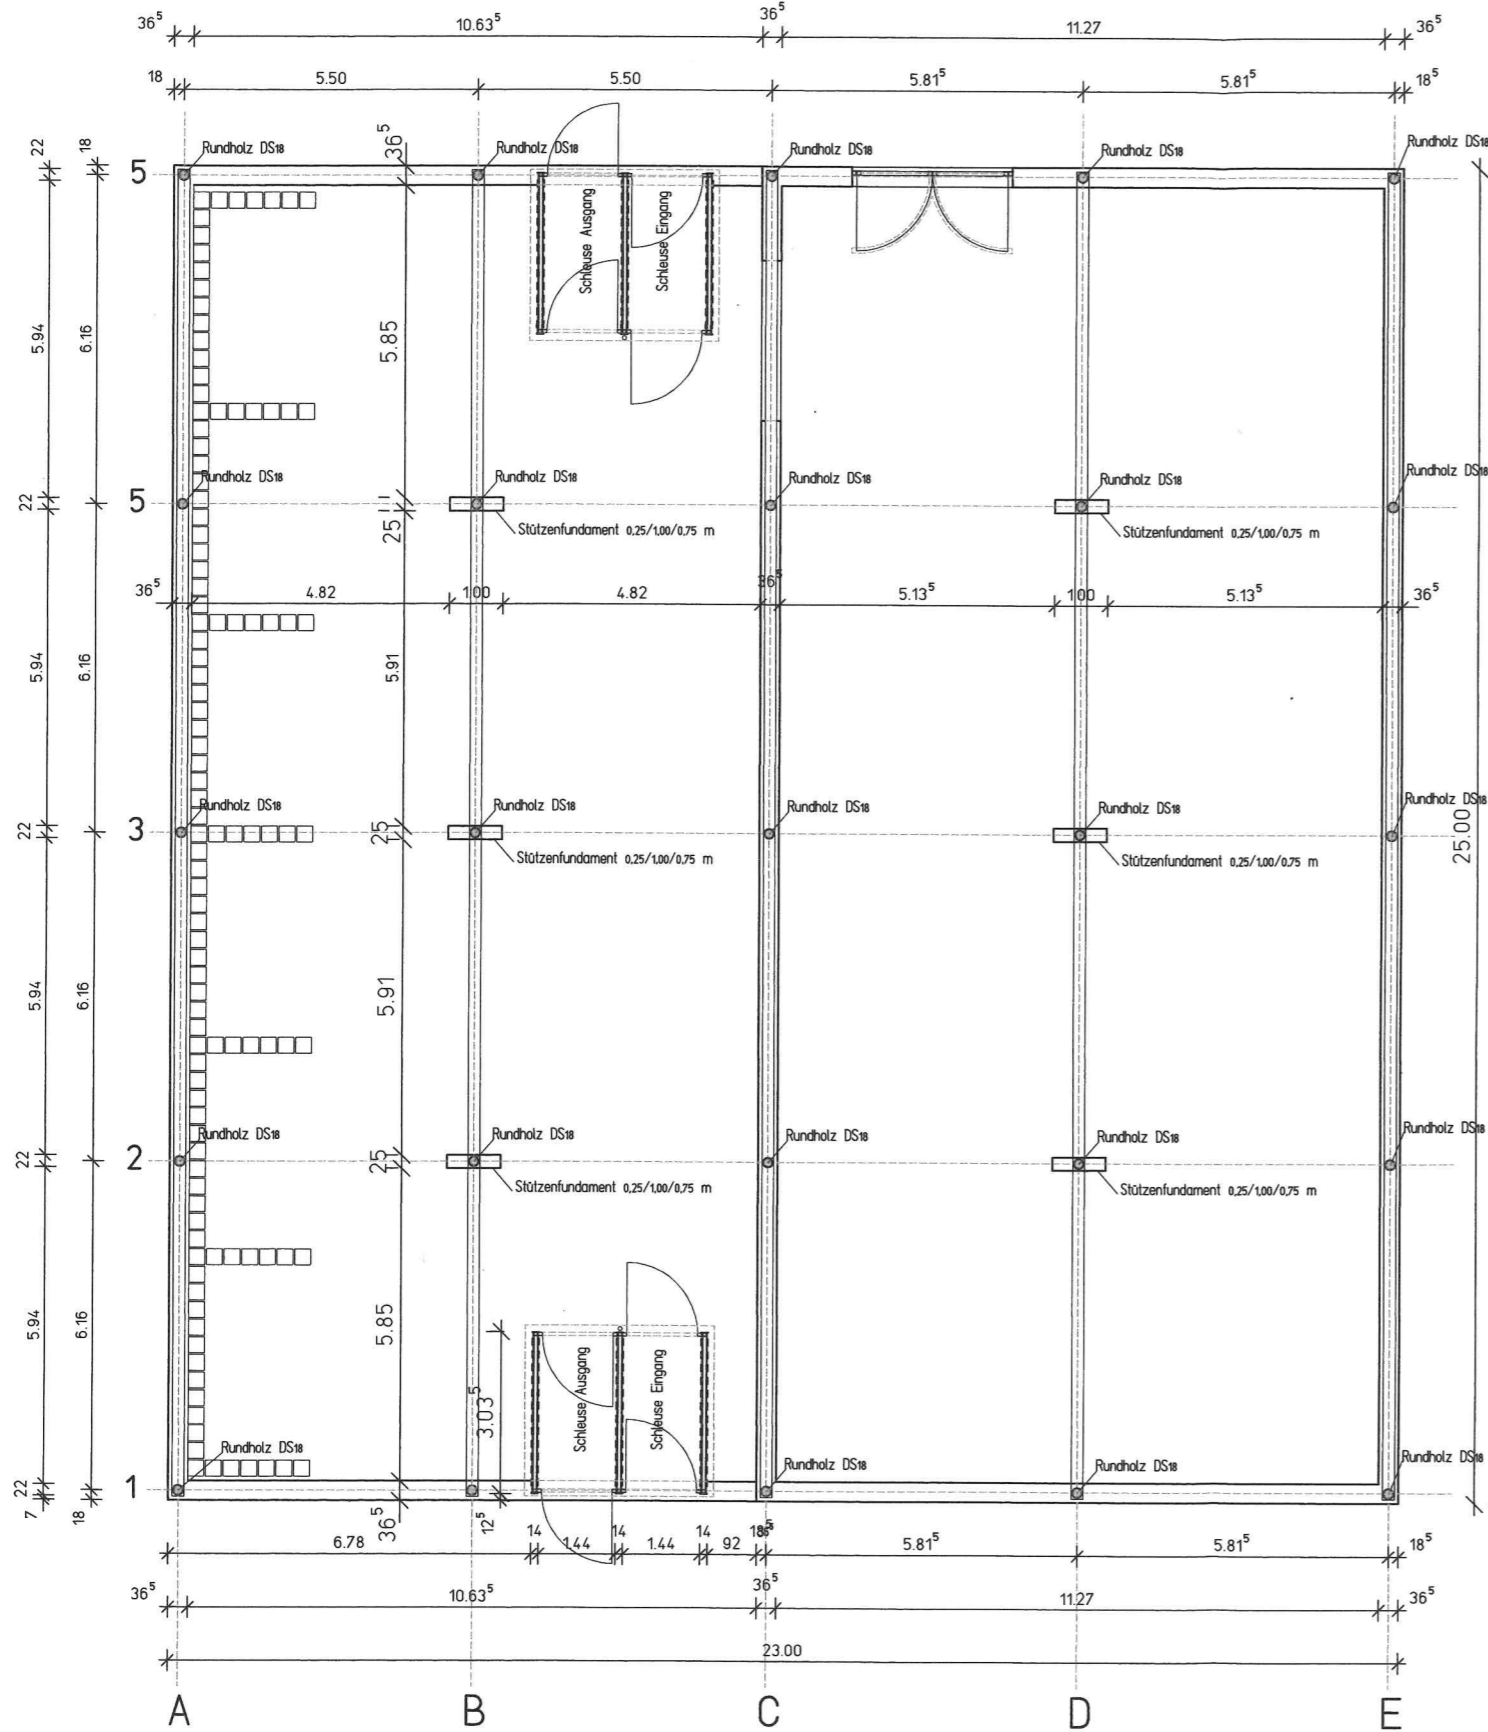 36⁵ 10.63⁵ 36⁵ 11.27 36⁵
18 5.50 5.50 5.81⁵ 5.81⁵ 18⁵
22 18 36⁵
Rundholz DS18 Rundholz DS18 Rundholz DS18 Rundholz DS18 Rundholz DS18
5
Schleuse Ausgang
Schleuse Eingang
5.94 6.16 5.85
Rundholz DS18 Rundholz DS18 Rundholz DS18 Rundholz DS18 Rundholz DS18
22 5 25
Stützenfundament 0,25/1,00/0,75 m Stützenfundament 0,25/1,00/0,75 m
36⁵ 4.82 100 4.82 36⁵ 5.13⁵ 100 5.13⁵ 36⁵
5.94 6.16 5.91
Rundholz DS18 Rundholz DS18 Rundholz DS18 Rundholz DS18 Rundholz DS18
22 3 25 25.00
Stützenfundament 0,25/1,00/0,75 m Stützenfundament 0,25/1,00/0,75 m
5.94 6.16 5.91
Rundholz DS18 Rundholz DS18 Rundholz DS18 Rundholz DS18 Rundholz DS18
22 2 25
Stützenfundament 0,25/1,00/0,75 m Stützenfundament 0,25/1,00/0,75 m
5.94 6.16 5.85
3.03⁵
Schleuse Ausgang
Schleuse Eingang
Rundholz DS18 Rundholz DS18 Rundholz DS18 Rundholz DS18
22 1
7 18 36⁵ 12⁵
6.78 14 1.44 14 1.44 14 92 18⁵ 5.81⁵ 5.81⁵ 18⁵
36⁵ 10.63⁵ 36⁵ 11.27 36⁵
23.00
A B C D E